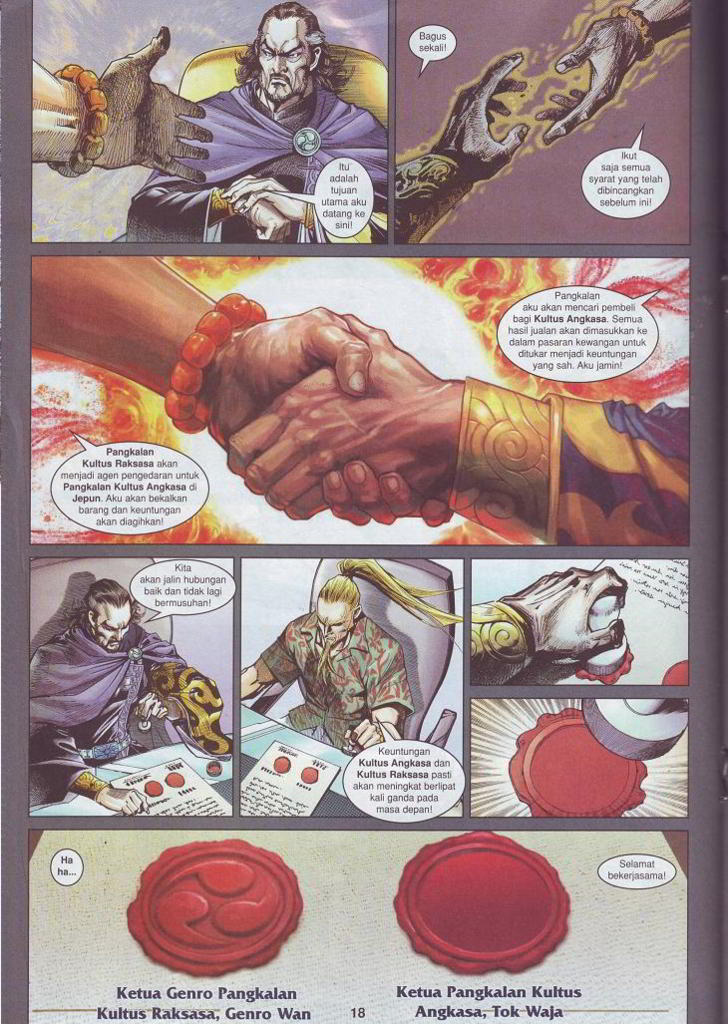 Itu
adalah
tujuan
utama aku
datang ke
sini!
Bagus
sekali!
Ikut
saja semua
syarat yang telah
dibincangkan
sebelum ini!
Pangkalan
aku akan mencari pembeli
bagi Kultus Angkasa. Semua
hasil jualan akan dimasukkan ke
dalam pasaran kewangan untuk
ditukar menjadi keuntungan
yang sah. Aku jamin!
Pangkalan
Kultus Raksasa akan
menjadi agen pengedaran untuk
Pangkalan Kultus Angkasa di
Jepun. Aku akan bekalkan
barang dan keuntungan
akan diagihkan!
Kita
akan jalin hubungan
baik dan tidak lagi
bermusuhan!
Keuntungan
Kultus Angkasa dan
Kultus Raksasa pasti
akan meningkat berlipat
kali ganda pada
masa depan!
Ha
ha...
Selamat
bekerjasama!
Ketua Genro Pangkalan
Kultus Raksasa, Genro Wan
Ketua Pangkalan Kultus
Angkasa, Tok Waja
18